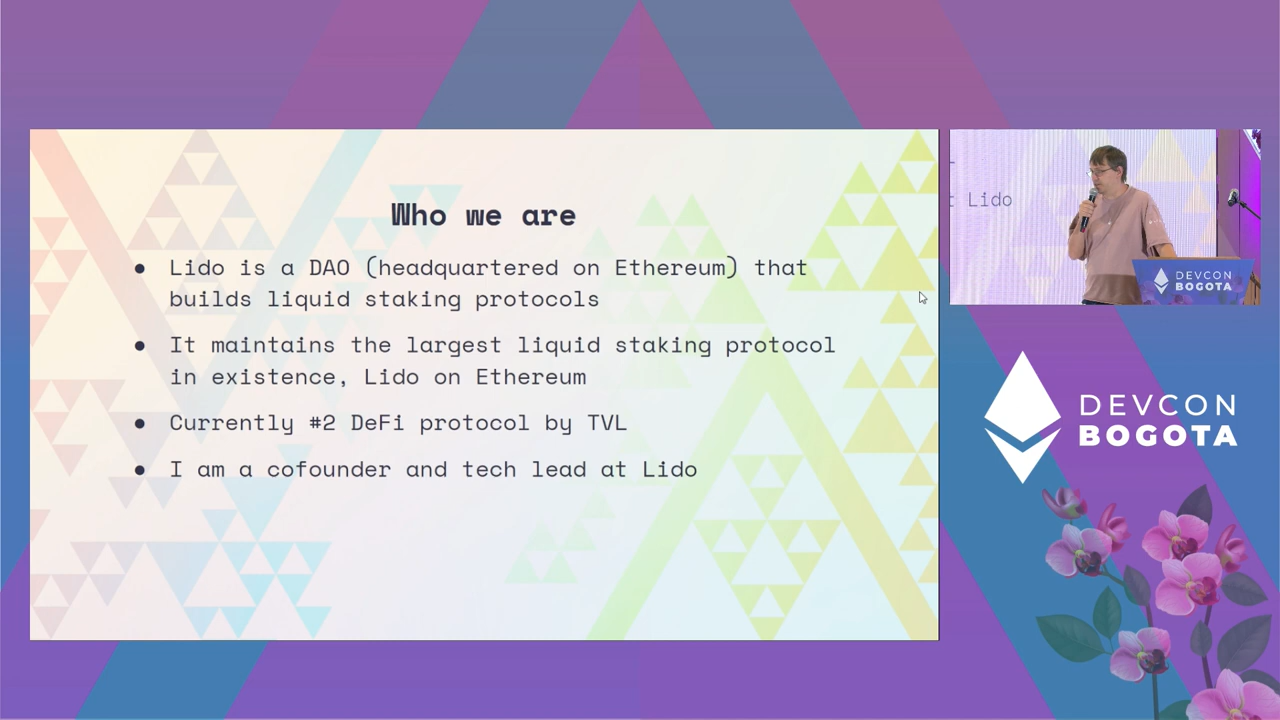 Who we are
● Lido is a DAO (headquartered on Ethereum) that
builds liquid staking protocols
● It maintains the largest liquid staking protocol
in existence, Lido on Ethereum
● Currently #2 DeFi protocol by TVL
● I am a cofounder and tech lead at Lido
t Lido
DEVCON
BOGOTA
DEVCON
BOGOTA